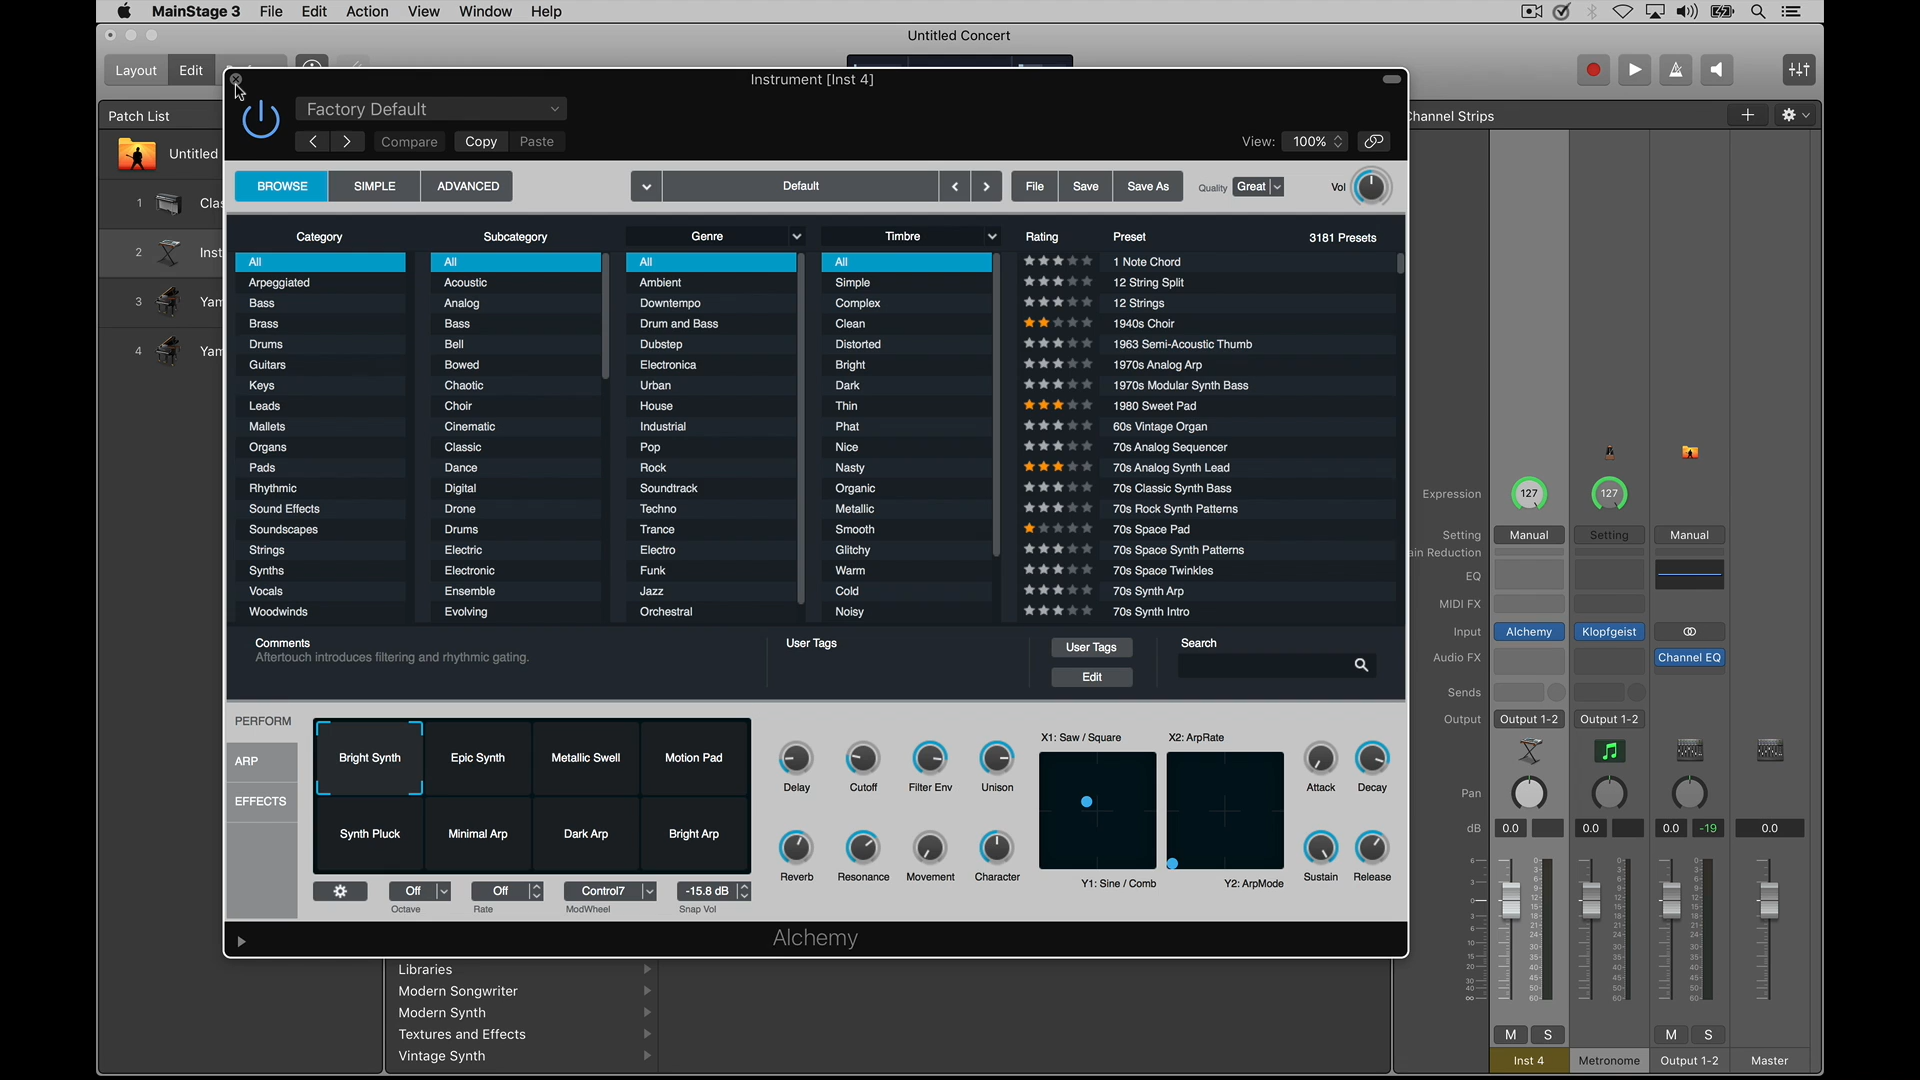 MainStage 3 File Edit Action View Window Help
Untitled Concert
Layout Edit
Instrument [Inst 4]
Factory Default
Compare Copy Paste
View: 100%
Patch List
Untitled
1 Clas
2 Inst
3 Yam
4 Yam
Channel Strips
BROWSE SIMPLE ADVANCED
Default
File Save Save As
Quality Great
Vol
Category Subcategory Genre Timbre Rating Preset 3181 Presets
All All All All 1 Note Chord
Arpeggiated Acoustic Ambient Simple 12 String Split
Bass Analog Downtempo Complex 12 Strings
Brass Bass Drum and Bass Clean 1940s Choir
Drums Bell Dubstep Distorted 1963 Semi-Acoustic Thumb
Guitars Bowed Electronica Bright 1970s Analog Arp
Keys Chaotic Urban Dark 1970s Modular Synth Bass
Leads Choir House Thin 1980 Sweet Pad
Mallets Cinematic Industrial Phat 60s Vintage Organ
Organs Classic Pop Nice 70s Analog Sequencer
Pads Dance Rock Nasty 70s Analog Synth Lead
Rhythmic Digital Soundtrack Organic 70s Classic Synth Bass
Sound Effects Drone Techno Metallic 70s Rock Synth Patterns
Soundscapes Drums Trance Smooth 70s Space Pad
Strings Electric Electro Glitchy 70s Space Synth Patterns
Synths Electronic Funk Warm 70s Space Twinkles
Vocals Ensemble Jazz Cold 70s Synth Arp
Woodwinds Evolving Orchestral Noisy 70s Synth Intro
Comments
Aftertouch introduces filtering and rhythmic gating.
User Tags
User Tags
Edit
Search
PERFORM
ARP
EFFECTS
Bright Synth Epic Synth Metallic Swell Motion Pad
Synth Pluck Minimal Arp Dark Arp Bright Arp
Off Off Control7 -15.8 dB
Octave Rate ModWheel Snap Vol
Delay Cutoff Filter Env Unison
Reverb Resonance Movement Character
X1: Saw / Square X2: ArpRate
Y1: Sine / Comb Y2: ArpMode
Attack Decay
Sustain Release
Alchemy
Libraries
Modern Songwriter
Modern Synth
Textures and Effects
Vintage Synth
Expression 127 127
Setting Manual Setting Manual
ain Reduction
EQ
MIDI FX
Input Alchemy Klopfgeist
Audio FX Channel EQ
Sends
Output Output 1-2 Output 1-2
Pan
dB 0.0 0.0 0.0 -19 0.0
M S M S
Inst 4 Metronome Output 1-2 Master